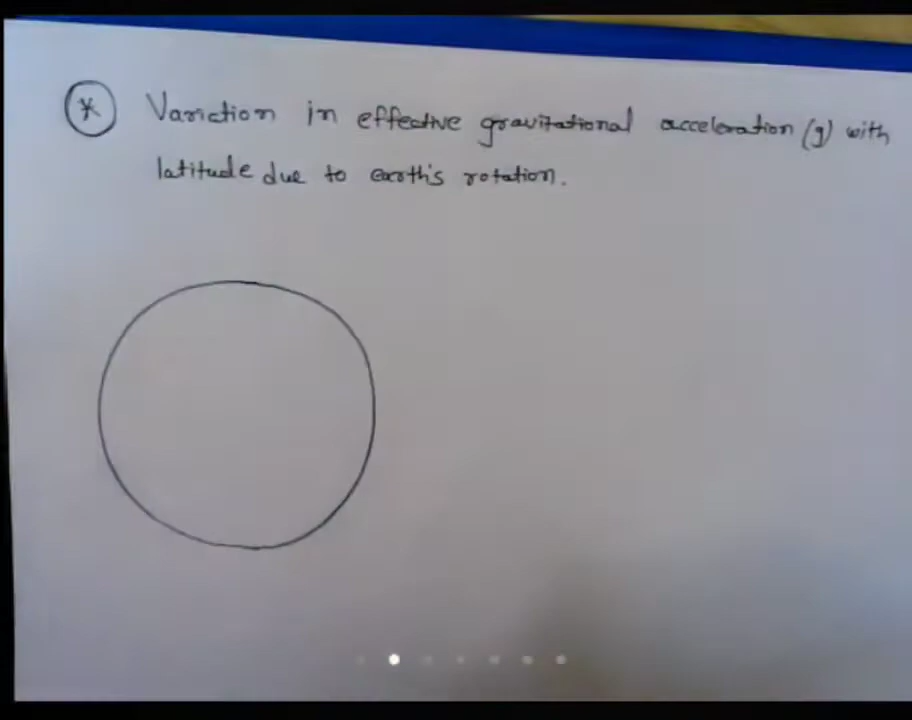 * Variation in effective gravitational acceleration (g) with
latitude due to earth's rotation.